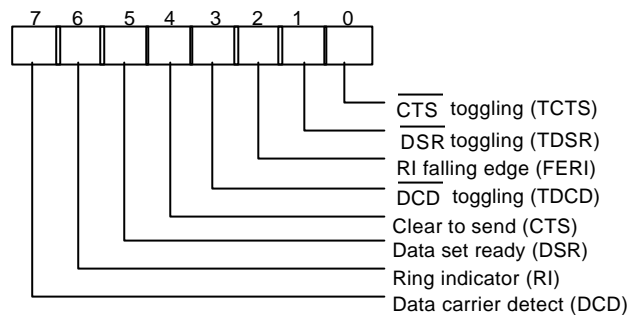 7 6 5 4 3 2 1 0
CTS toggling (TCTS)
DSR toggling (TDSR)
RI falling edge (FERI)
DCD toggling (TDCD)
Clear to send (CTS)
Data set ready (DSR)
Ring indicator (RI)
Data carrier detect (DCD)